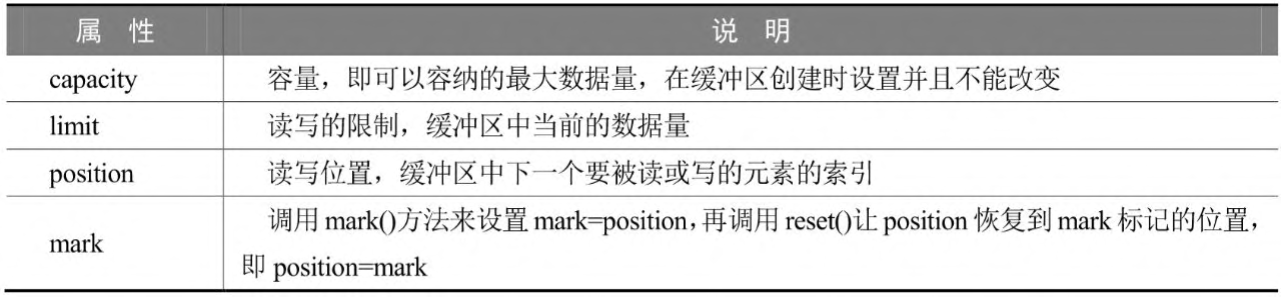 属 性 说 明
capacity 容量，即可以容纳的最大数据量，在缓冲区创建时设置并且不能改变
limit 读写的限制，缓冲区中当前的数据量
position 读写位置，缓冲区中下一个要被读或写的元素的索引
调用 mark()方法来设置 mark=position，再调用 reset()让 position 恢复到 mark 标记的位置，
mark
即 position=mark